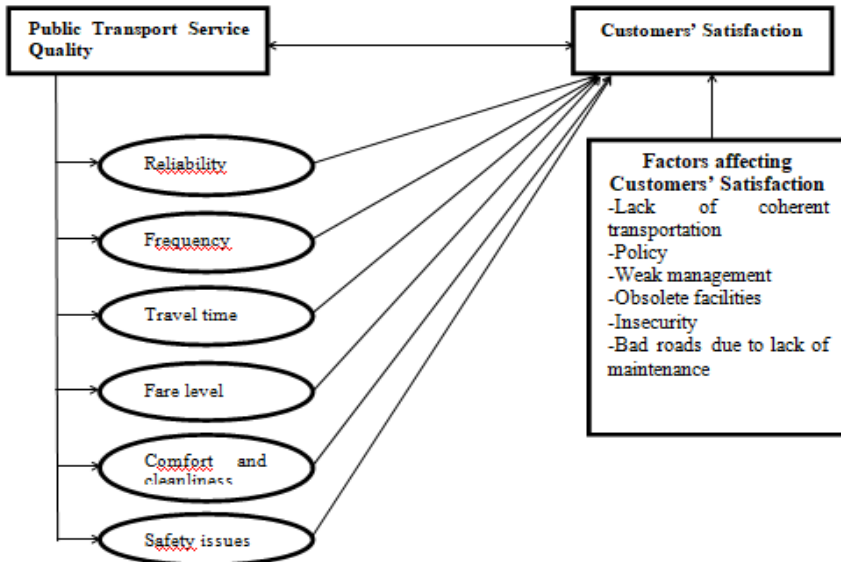 Public Transport Service
Quality
Customers' Satisfaction
Reliability
Frequency
Travel time
Fare level
Comfort and
cleanliness
Safety issues
Factors affecting
Customers' Satisfaction
-Lack of coherent
transportation
-Policy
-Weak management
-Obsolete facilities
-Insecurity
-Bad roads due to lack of
maintenance